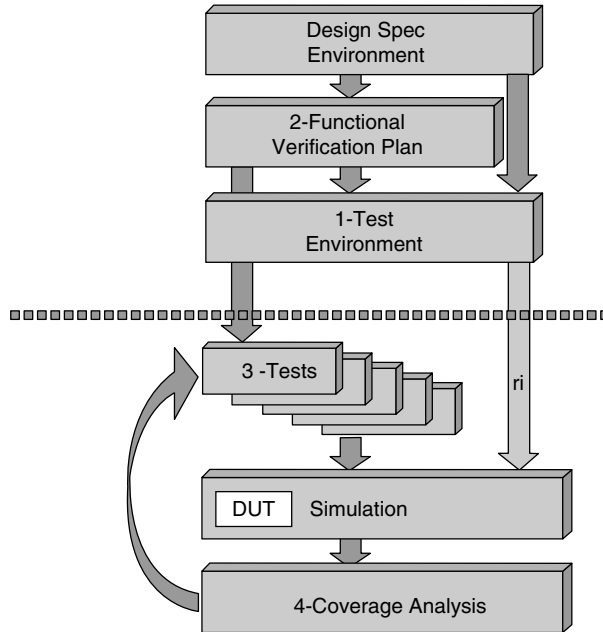 Design Spec
Environment
2-Functional
Verification Plan
1-Test
Environment
3 -Tests
ri
DUT Simulation
4-Coverage Analysis